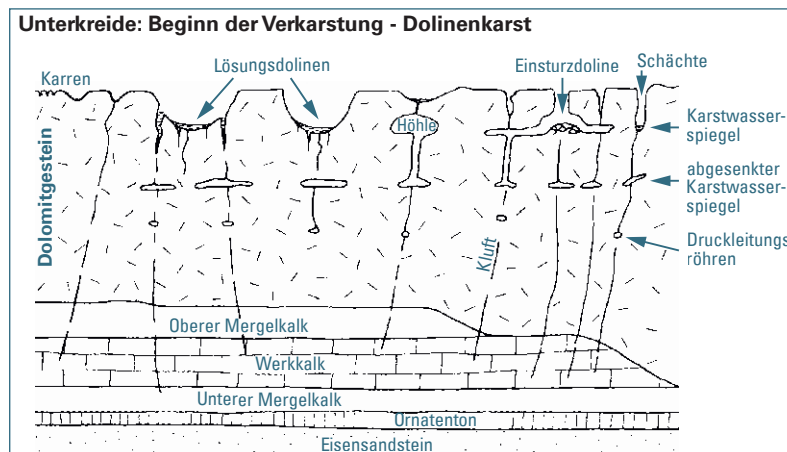 Unterkreide: Beginn der Verkarstung - Dolinenkarst
Karren
Lösungsdolinen
Einsturzdoline
Schächte
Höhle
Karstwasser-
spiegel
abgesenkter
Karstwasser-
spiegel
Druckleitungs
röhren
Dolomitgestein
Kluft
Oberer Mergelkalk
Werkkalk
Unterer Mergelkalk
Ornatenton
Eisensandstein